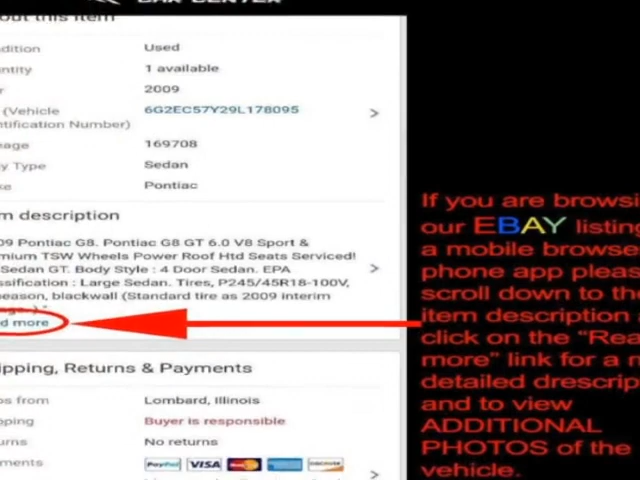 CAR CENTER
out this item
dition Used
ntity 1 available
r 2009
(Vehicle 6G2EC57Y29L178095
ntification Number)
eage 169708
y Type Sedan
ke Pontiac
m description
09 Pontiac G8. Pontiac G8 GT 6.0 V8 Sport &
mium TSW Wheels Power Roof Htd Seats Serviced!
Sedan GT. Body Style : 4 Door Sedan. EPA
ssification : Large Sedan. Tires, P245/45R18-100V,
eason, blackwall (Standard tire as 2009 interim
d more
ipping, Returns & Payments
os from Lombard, Illinois
pping Buyer is responsible
urns No returns
ments PayPal VISA DISCOVER
If you are browsi
our EBAY listing
a mobile browse
phone app pleas
scroll down to th
item description
click on the "Rea
more" link for a m
detailed drescrip
and to view
ADDITIONAL
PHOTOS of the
vehicle.